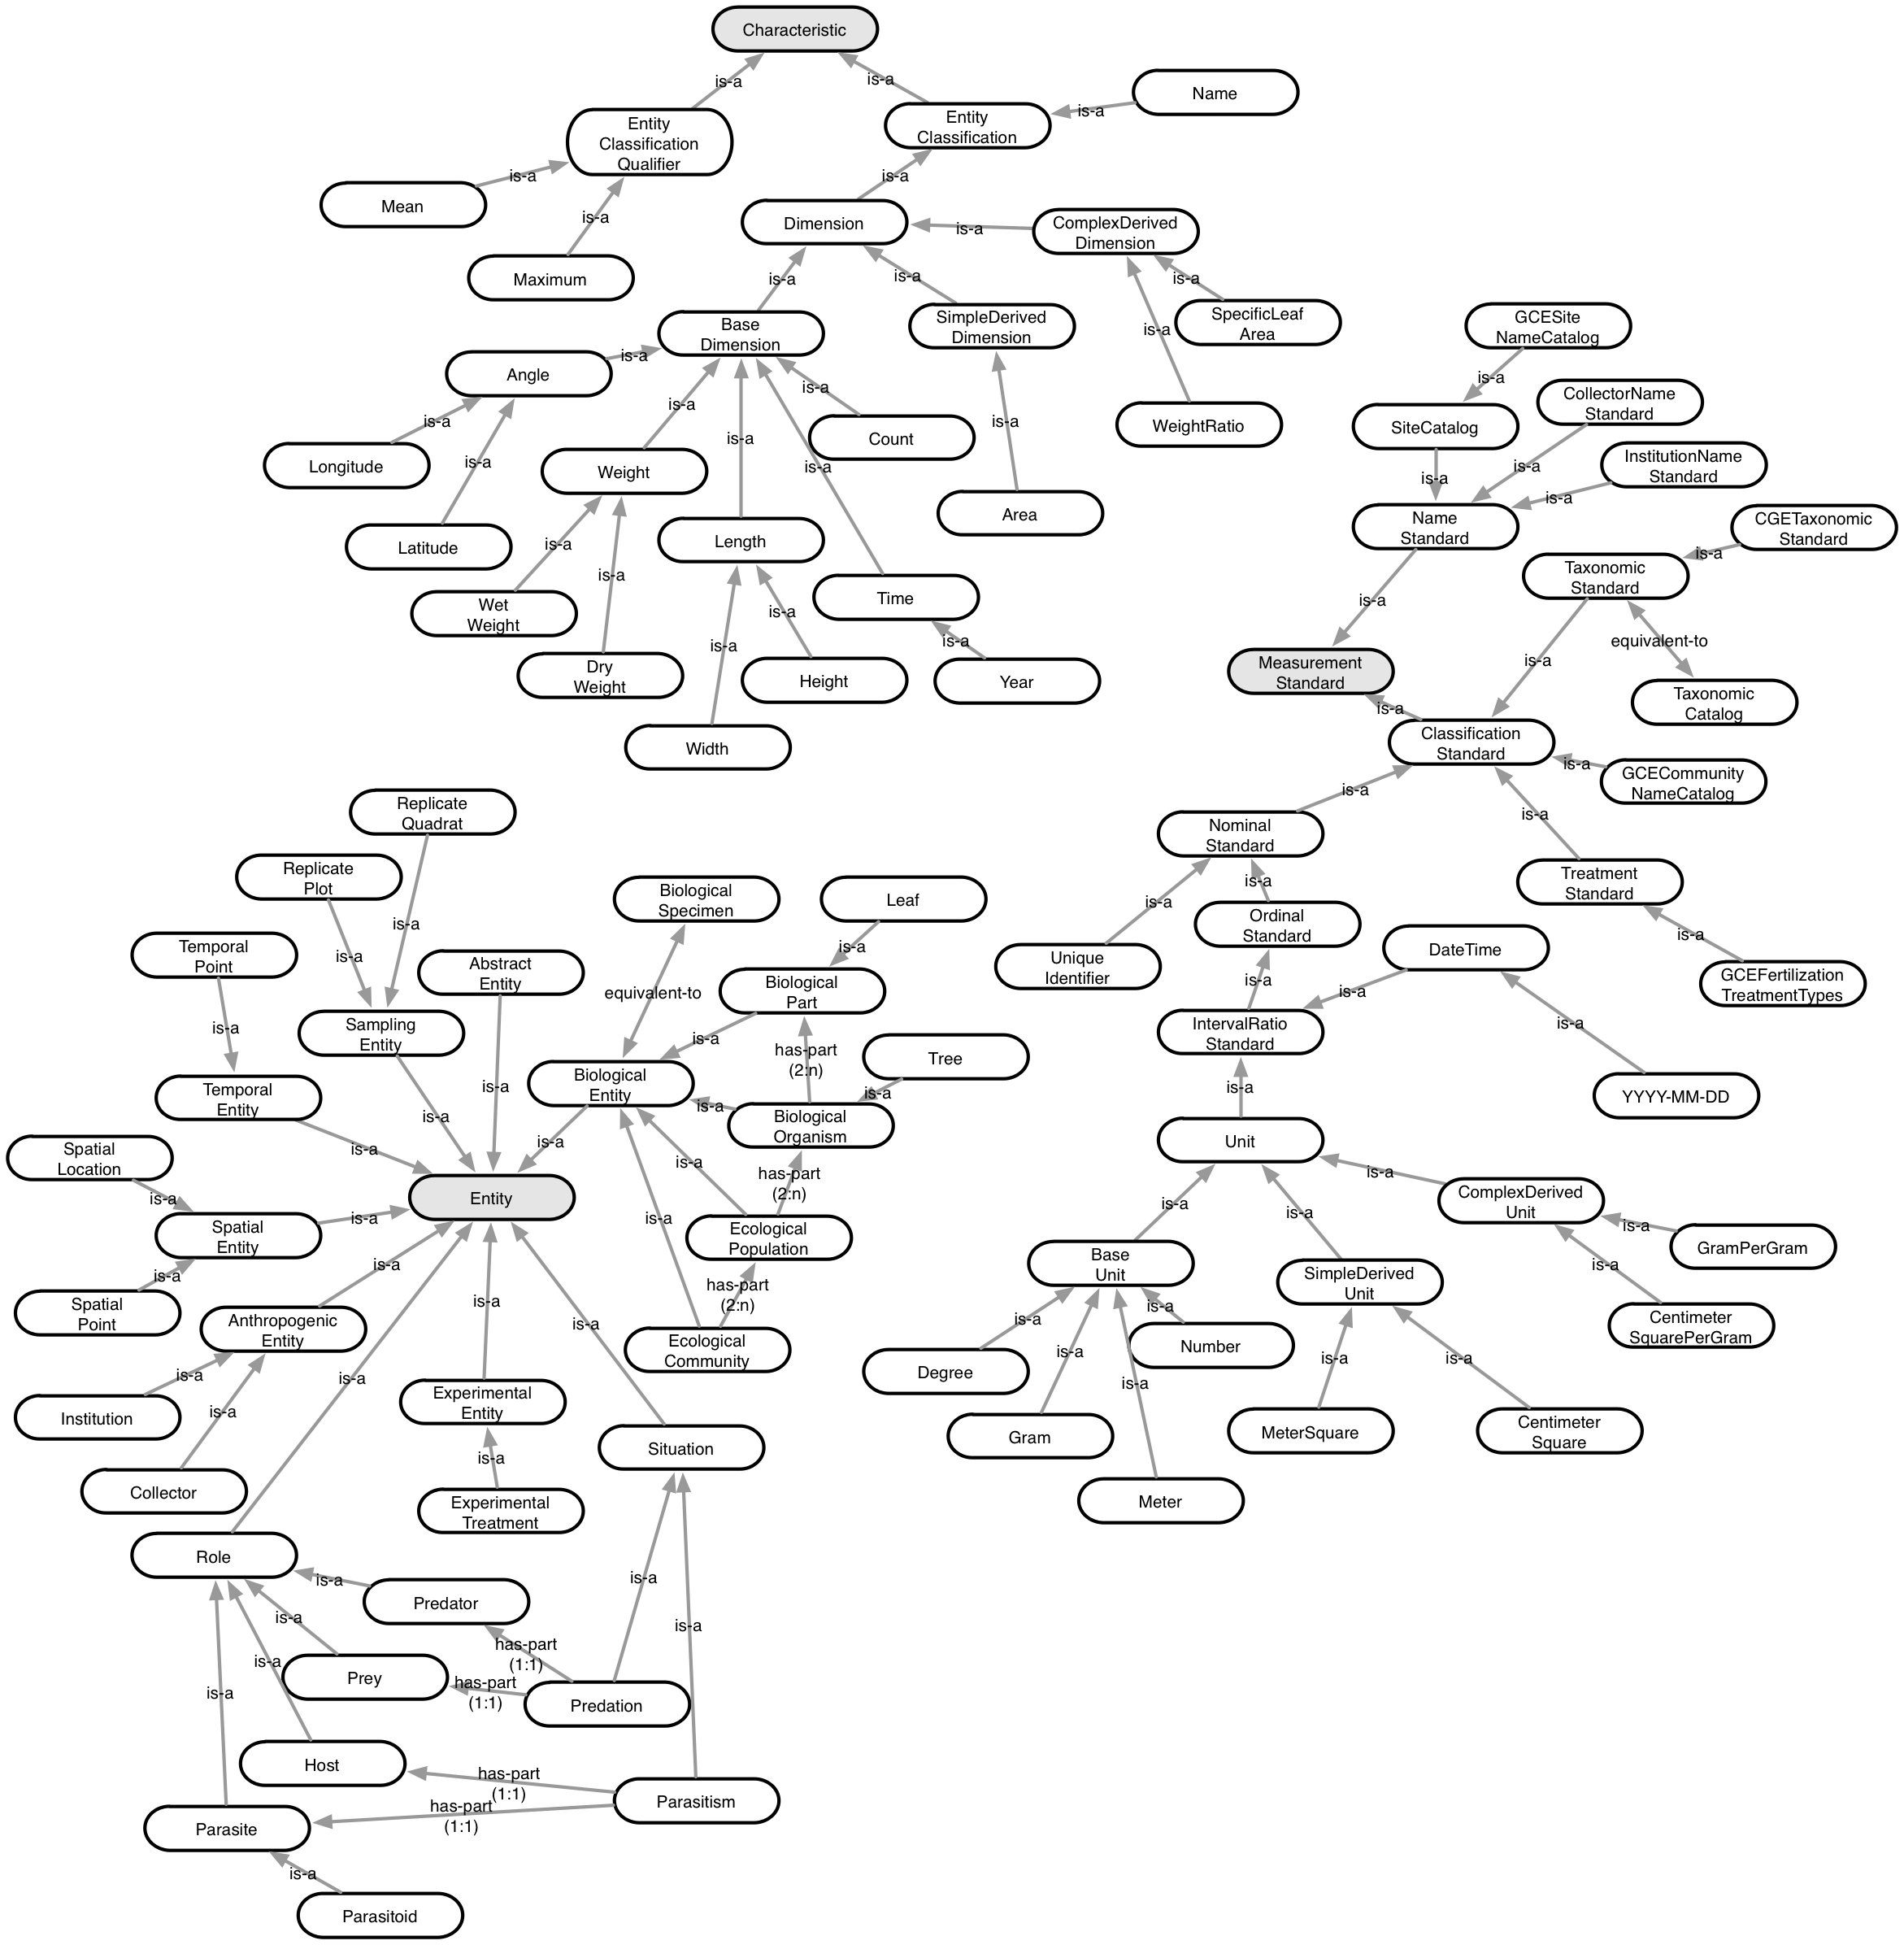 Characteristic
is-a
is-a
Name
is-a
Entity
Classification
Entity
Classification
Qualifier
is-a
Mean
is-a
is-a
Maximum
Dimension
is-a
ComplexDerived
Dimension
is-a
is-a
is-a
SpecificLeaf
Area
is-a
WeightRatio
Base
Dimension
SimpleDerived
Dimension
is-a
Angle
is-a
is-a
is-a
Count
is-a
Longitude
is-a
Latitude
Weight
is-a
is-a
is-a
Area
Length
is-a
is-a
Wet
Weight
Dry
Weight
Time
is-a
is-a
is-a
Height
Year
Width
GCESite
NameCatalog
is-a
SiteCatalog
CollectorName
Standard
is-a
is-a
InstitutionName
Standard
is-a
Name
Standard
CGETaxonomic
Standard
is-a
Taxonomic
Standard
is-a
equivalent-to
is-a
Measurement
Standard
Taxonomic
Catalog
is-a
Classification
Standard
is-a
GCECommunity
NameCatalog
is-a
is-a
Nominal
Standard
Treatment
Standard
is-a
is-a
Ordinal
Standard
is-a
GCEFertilization
TreatmentTypes
Unique
Identifier
DateTime
is-a
is-a
IntervalRatio
Standard
is-a
YYYY-MM-DD
is-a
Unit
is-a
ComplexDerived
Unit
is-a
is-a
is-a
GramPerGram
is-a
Centimeter
SquarePerGram
Base
Unit
SimpleDerived
Unit
is-a
is-a
is-a
is-a
Number
Degree
Gram
Meter
is-a
is-a
MeterSquare
Centimeter
Square
Replicate
Quadrat
Replicate
Plot
is-a
is-a
Temporal
Point
is-a
Abstract
Entity
Sampling
Entity
is-a
is-a
Temporal
Entity
is-a
Biological
Specimen
equivalent-to
Leaf
is-a
Biological
Part
is-a
has-part
(2:n)
Tree
is-a
Biological
Entity
is-a
Biological
Organism
is-a
is-a
has-part
(2:n)
is-a
Ecological
Population
has-part
(2:n)
Ecological
Community
Spatial
Location
is-a
Entity
Spatial
Entity
is-a
is-a
Spatial
Point
is-a
Anthropogenic
Entity
is-a
is-a
Institution
is-a
Collector
is-a
is-a
is-a
Experimental
Entity
is-a
Experimental
Treatment
Situation
Role
is-a
Predator
is-a
is-a
is-a
has-part
(1:1)
is-a
Prey
has-part
(1:1)
Predation
is-a
is-a
Host
has-part
(1:1)
Parasitism
has-part
(1:1)
Parasite
is-a
Parasitoid